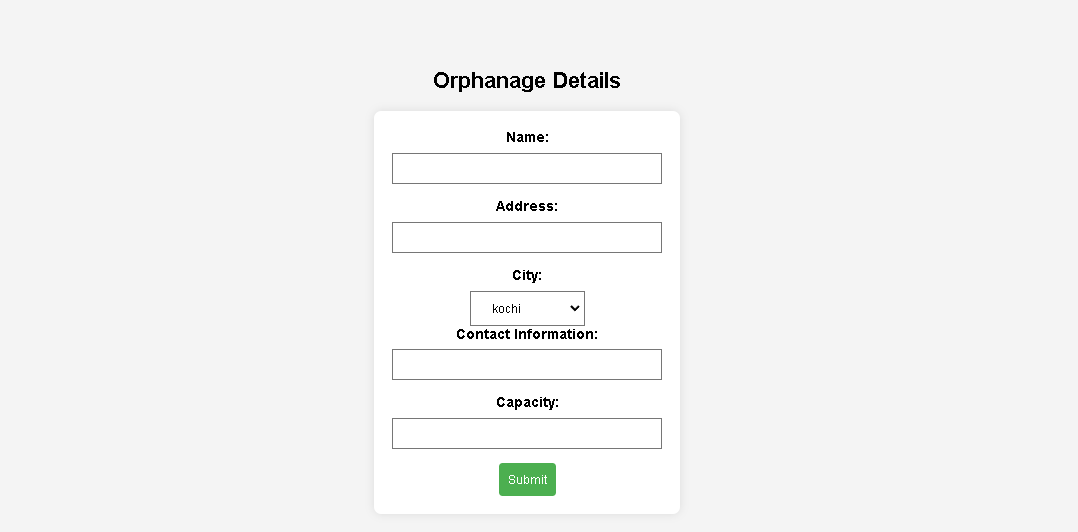 Orphanage Details
Name:
Address:
City:
kochi
Contact Information:
Capacity:
Submit